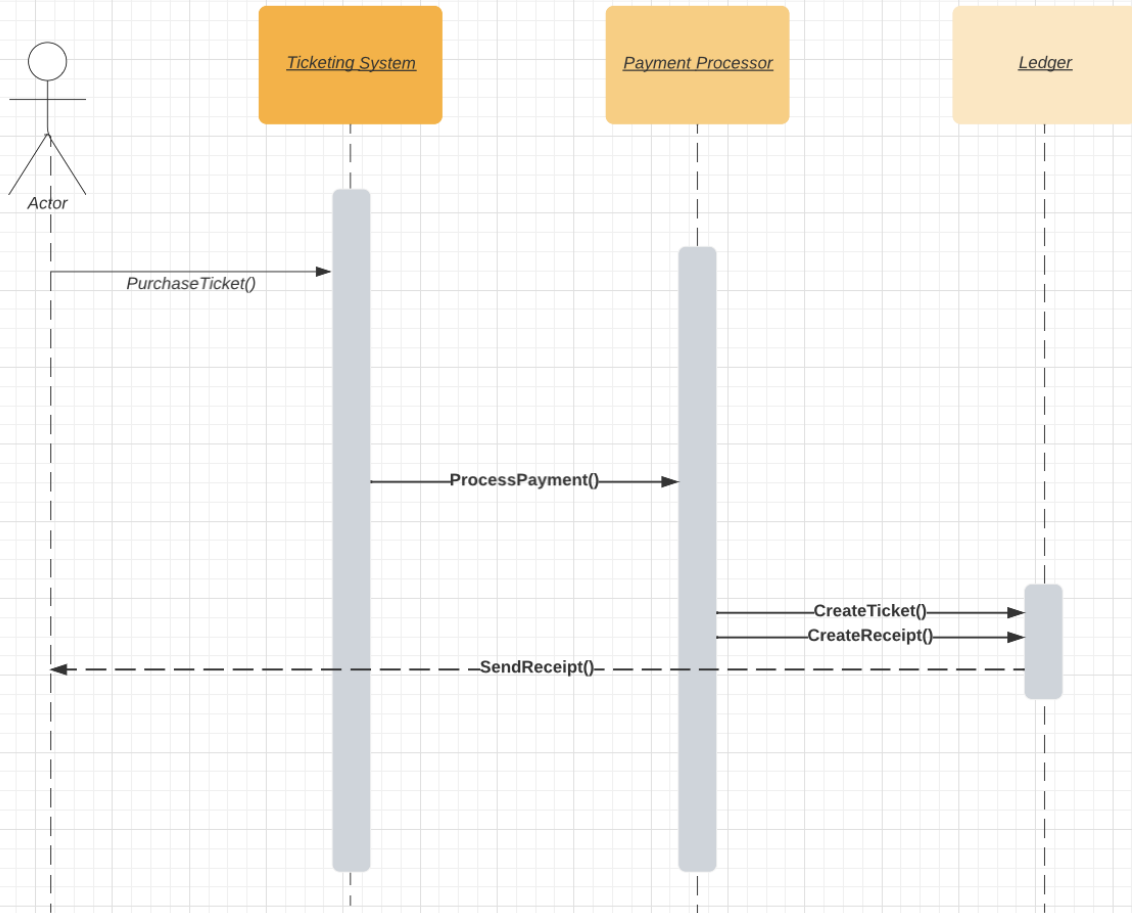 Ticketing System
Payment Processor
Ledger
Actor
PurchaseTicket()
ProcessPayment()
CreateTicket()
CreateReceipt()
SendReceipt()